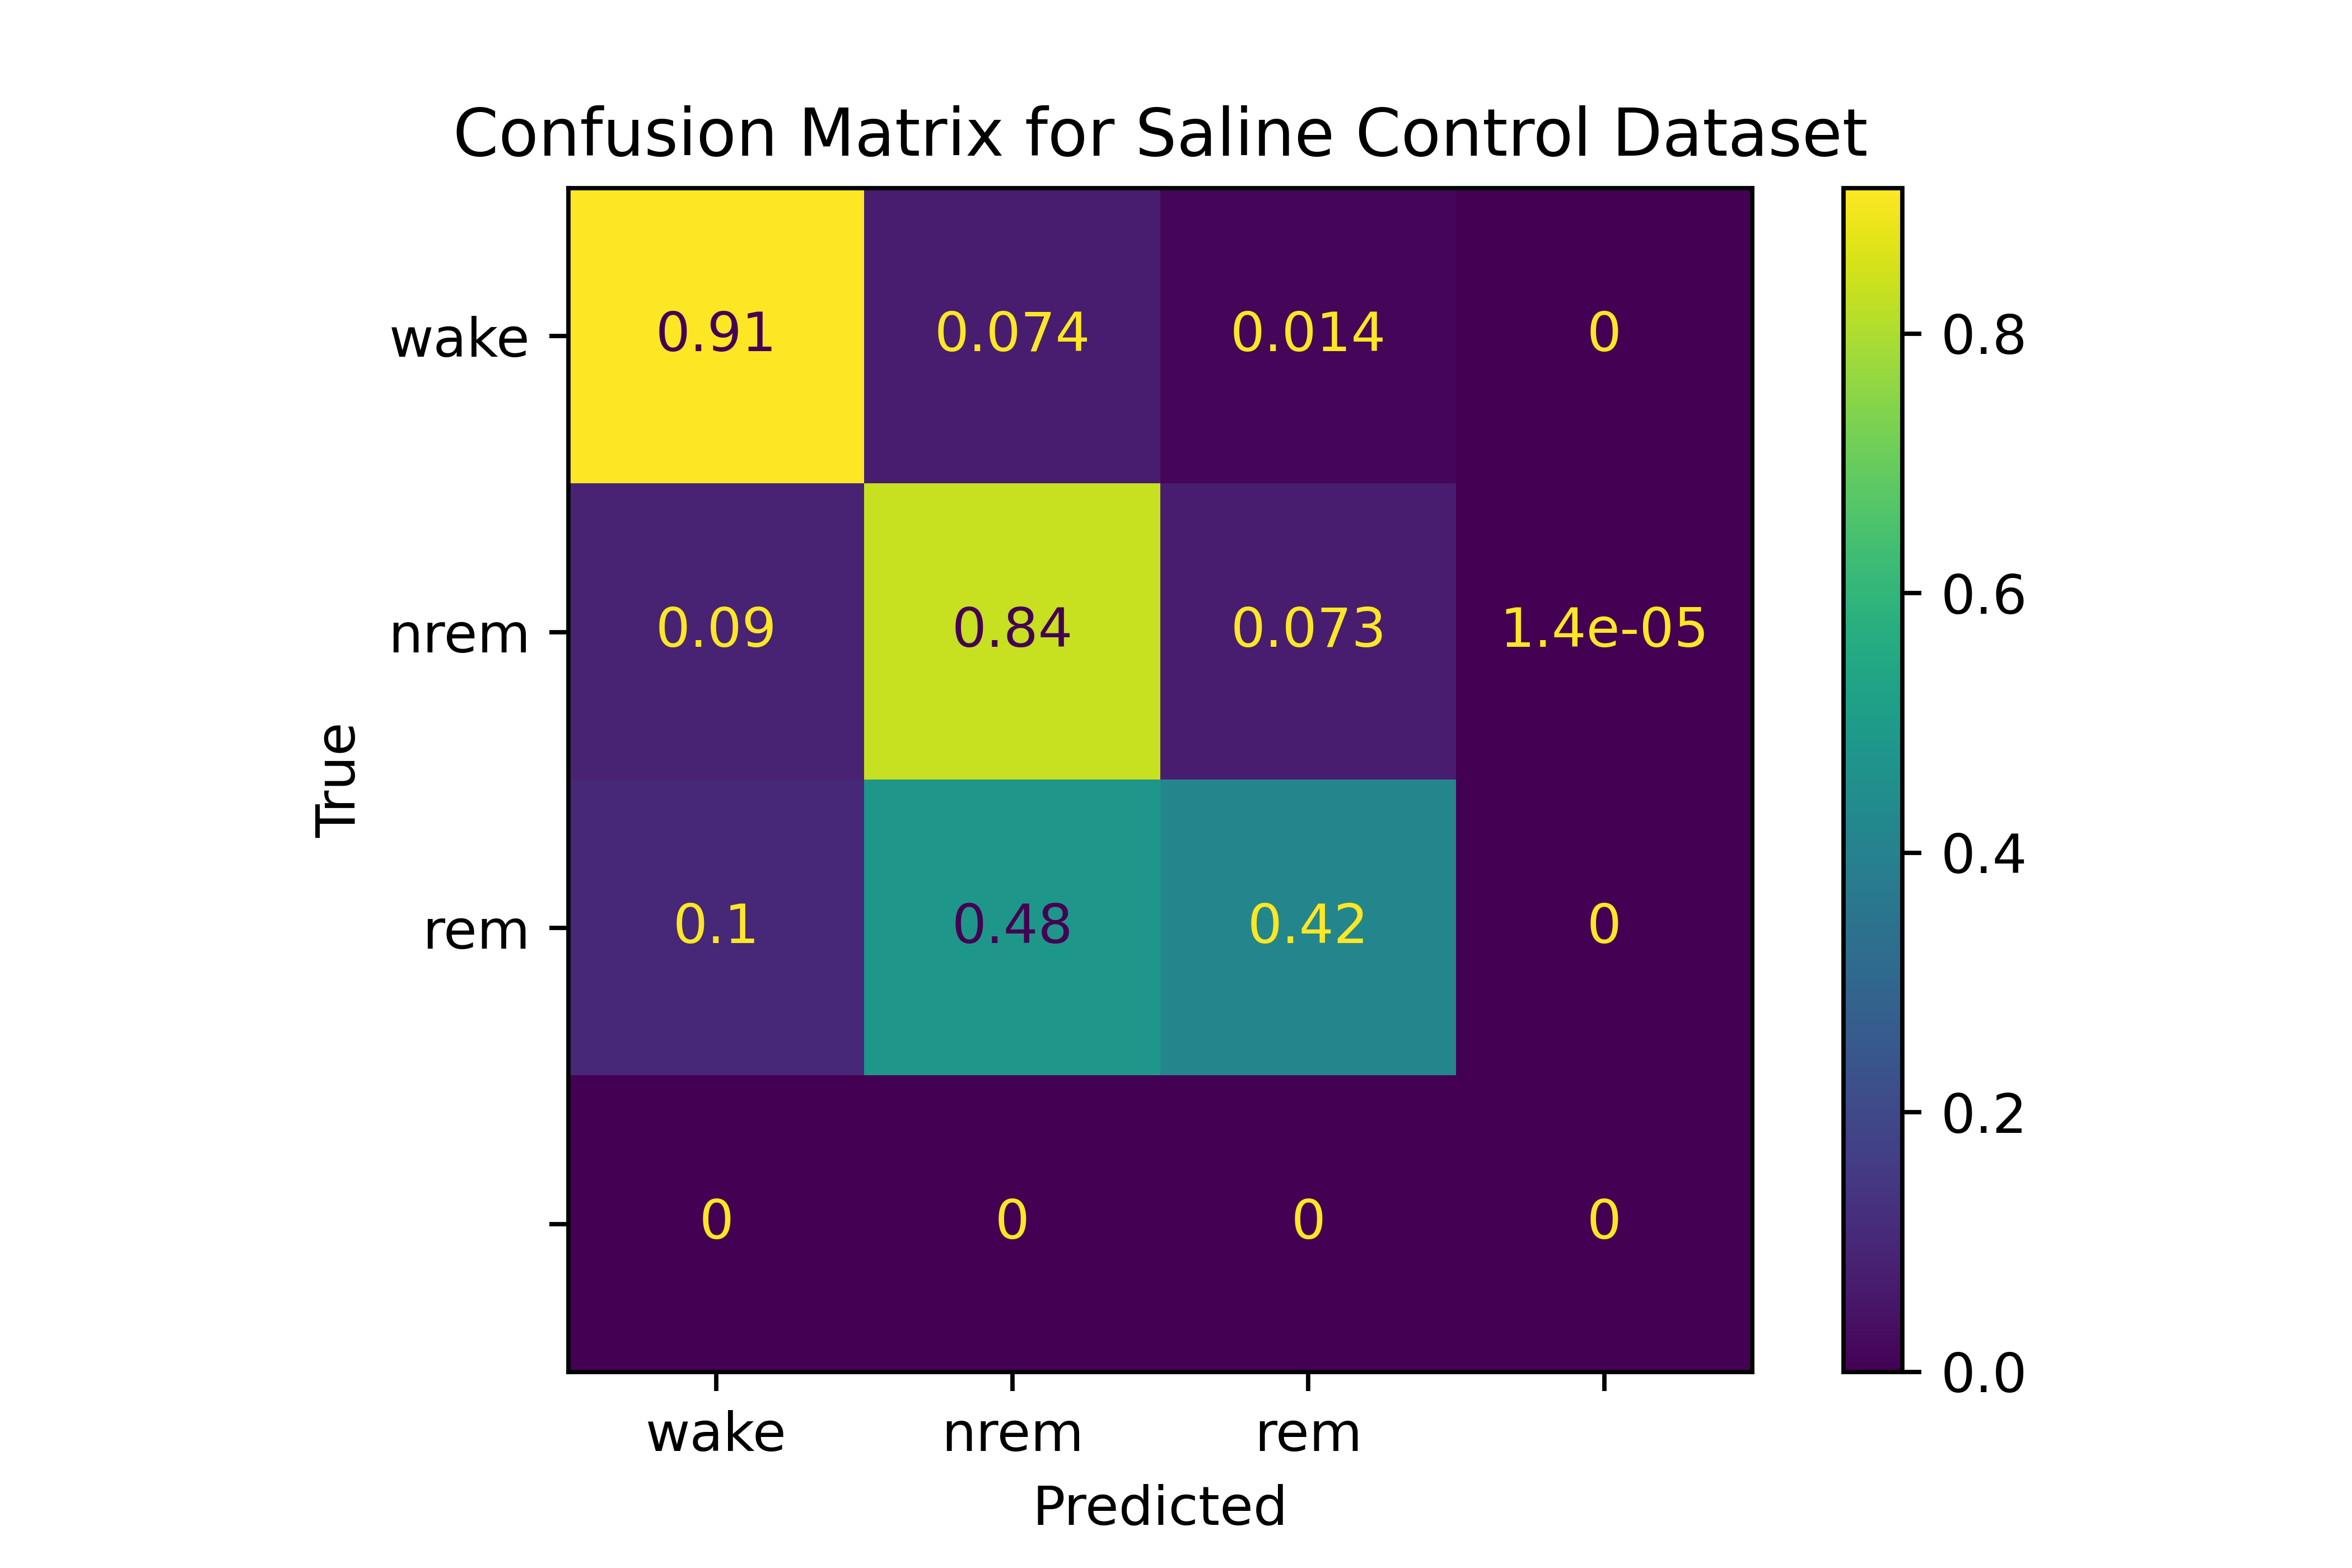 Confusion Matrix for Saline Control Dataset
wake 0.91 0.074 0.014 0 0.8
nrem 0.09 0.84 0.073 1.4e-05 0.6
True
0.4
rem 0.1 0.48 0.42 0
0.2
0 0 0 0
0.0
wake nrem rem
Predicted